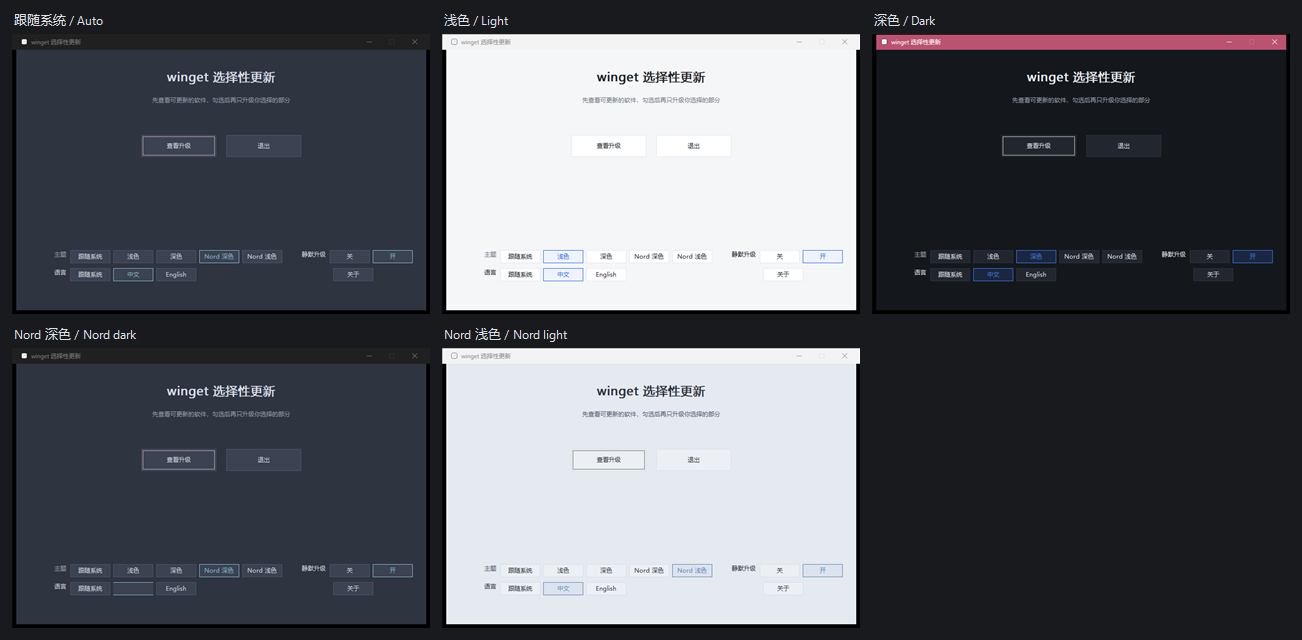 跟随系统 / Auto
winget 选择性更新
winget 选择性更新
先查看可更新的软件，勾选后再只升级你选择的部分
查看升级 退出
主题 跟随系统 浅色 深色 Nord 深色 Nord 浅色 静默升级 关 开
语言 跟随系统 中文 English 关于
浅色 / Light
winget 选择性更新
winget 选择性更新
先查看可更新的软件，勾选后再只升级你选择的部分
查看升级 退出
主题 跟随系统 浅色 深色 Nord 深色 Nord 浅色 静默升级 关 开
语言 跟随系统 中文 English 关于
深色 / Dark
winget 选择性更新
winget 选择性更新
先查看可更新的软件，勾选后再只升级你选择的部分
查看升级 退出
主题 跟随系统 浅色 深色 Nord 深色 Nord 浅色 静默升级 关 开
语言 跟随系统 中文 English 关于
Nord 深色 / Nord dark
winget 选择性更新
winget 选择性更新
先查看可更新的软件，勾选后再只升级你选择的部分
查看升级 退出
主题 跟随系统 浅色 深色 Nord 深色 Nord 浅色 静默升级 关 开
语言 跟随系统 English 关于
Nord 浅色 / Nord light
winget 选择性更新
winget 选择性更新
先查看可更新的软件，勾选后再只升级你选择的部分
查看升级 退出
主题 跟随系统 浅色 深色 Nord 深色 Nord 浅色 静默升级 关 开
语言 跟随系统 中文 English 关于